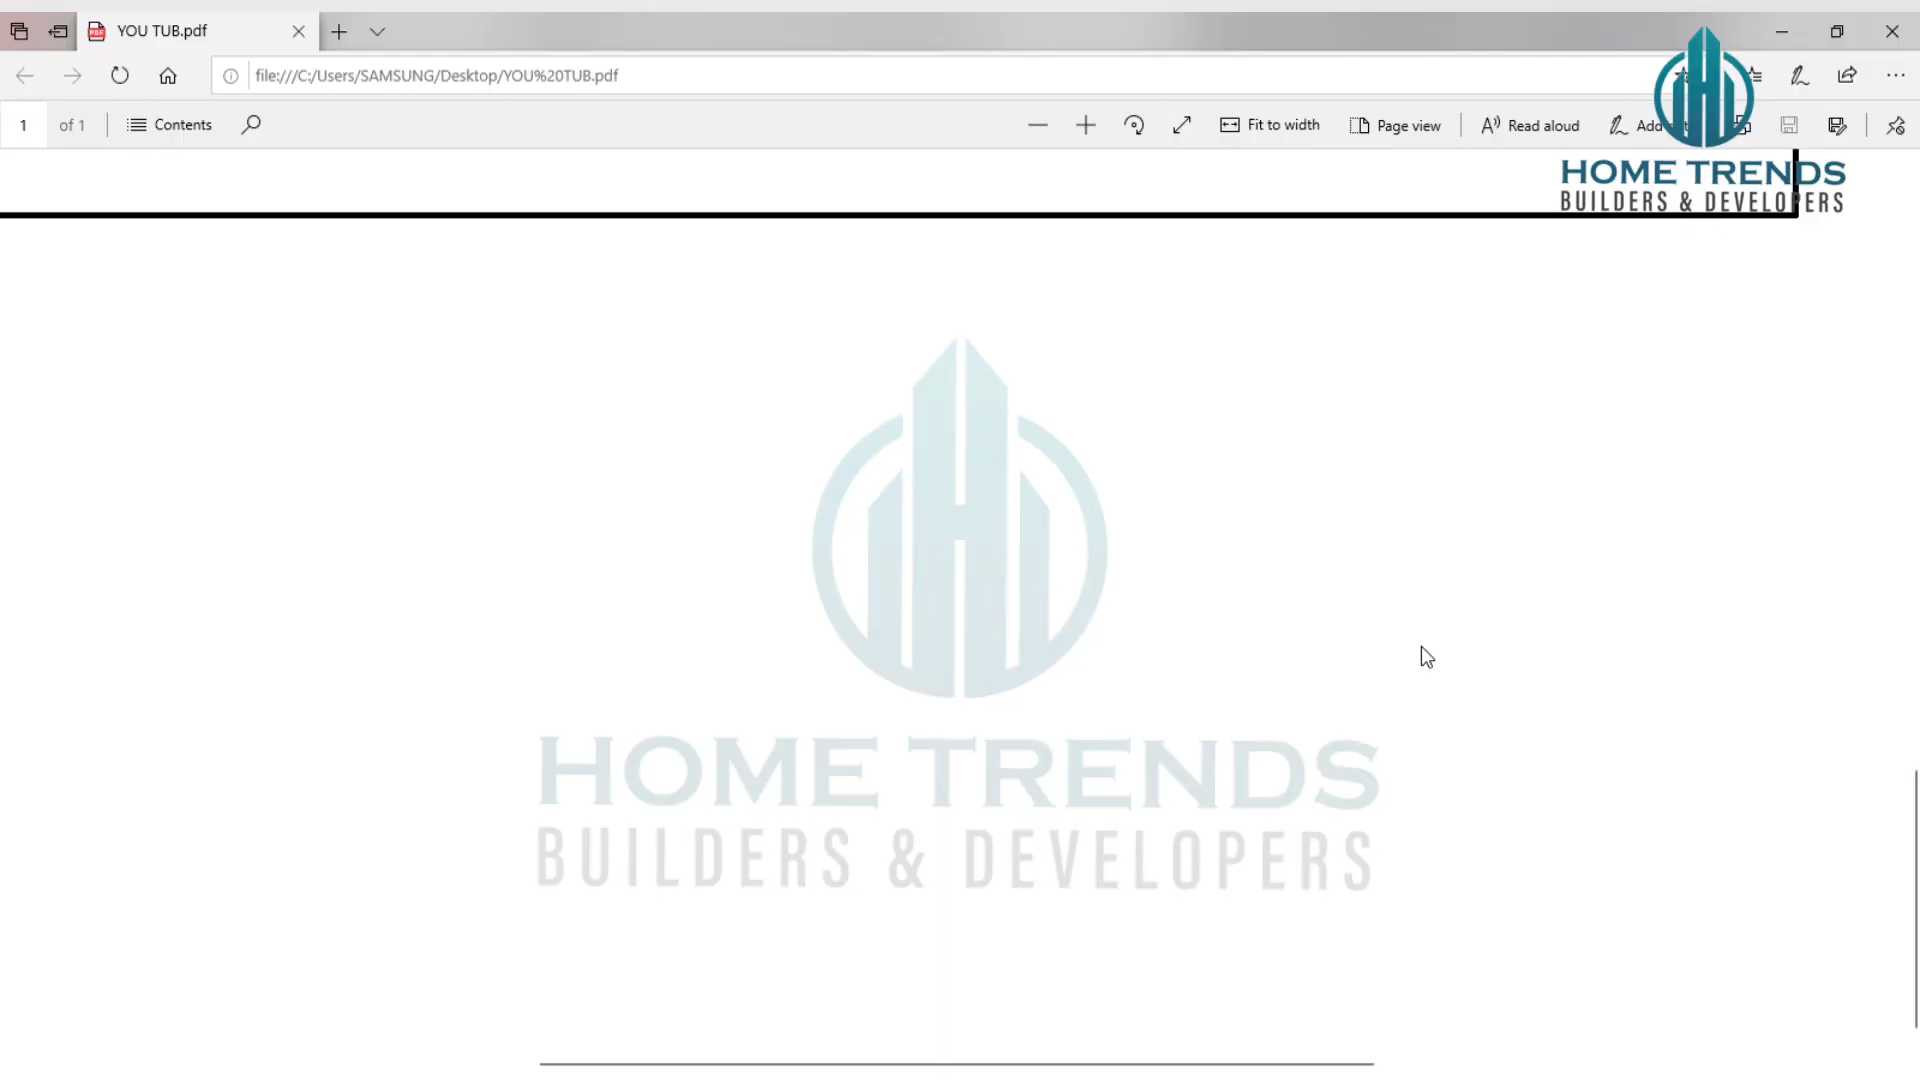 YOU TUB.pdf
file:///C:/Users/SAMSUNG/Desktop/YOU%20TUB.pdf
1 of 1 Contents Fit to width Page view Read aloud
HOME TRENDS
BUILDERS & DEVELOPERS
HOME TRENDS
BUILDERS & DEVELOPERS